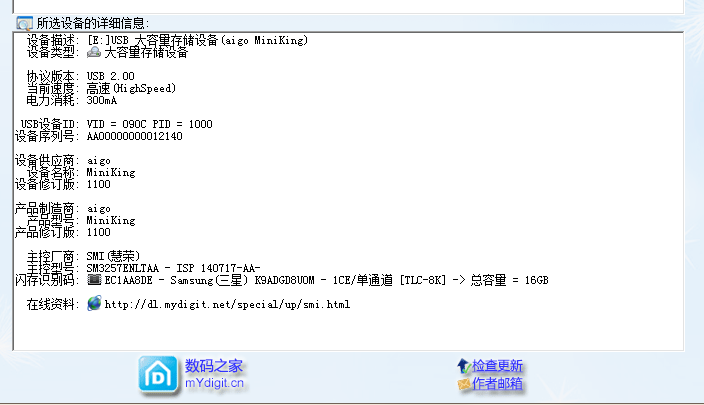 所选设备的详细信息:
设备描述: [E:]USB 大容量存储设备(aigo MiniKing)
设备类型: 大容量存储设备
协议版本: USB 2.00
当前速度: 高速(HighSpeed)
电力消耗: 300mA
USB设备ID: VID = 090C PID = 1000
设备序列号: AA00000000012140
设备供应商: aigo
设备名称: MiniKing
设备修订版: 1100
产品制造商: aigo
产品型号: MiniKing
产品修订版: 1100
主控厂商: SMI(慧荣)
主控型号: SM3257ENLTAA - ISP 140717-AA-
闪存识别码: EC1AA8DE - Samsung(三星) K9ADGD8U0M - 1CE/单通道 [TLC-8K] -> 总容量 = 16GB
在线资料: http://dl.mydigit.net/special/up/smi.html
数码之家
mYdigit.cn
检查更新
作者邮箱